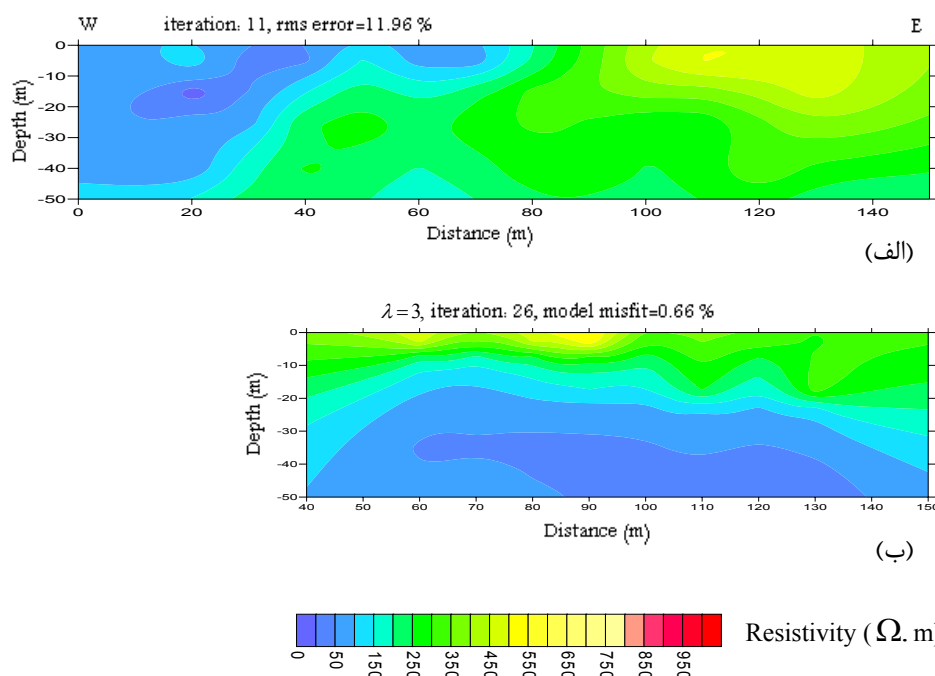 W iteration: 11, rms error=11.96 % E
0
-10
-20
-30
-40
-50
Depth (m)
0 20 40 60 80 100 120 140
Distance (m)
(الف)
λ=3, iteration: 26, model misfit=0.66 %
0
-10
-20
-30
-40
-50
Depth (m)
40 50 60 70 80 90 100 110 120 130 140 150
Distance (m)
(ب)
Resistivity (Ω. m)
0 50 150 250 350 450 550 650 750 850 950